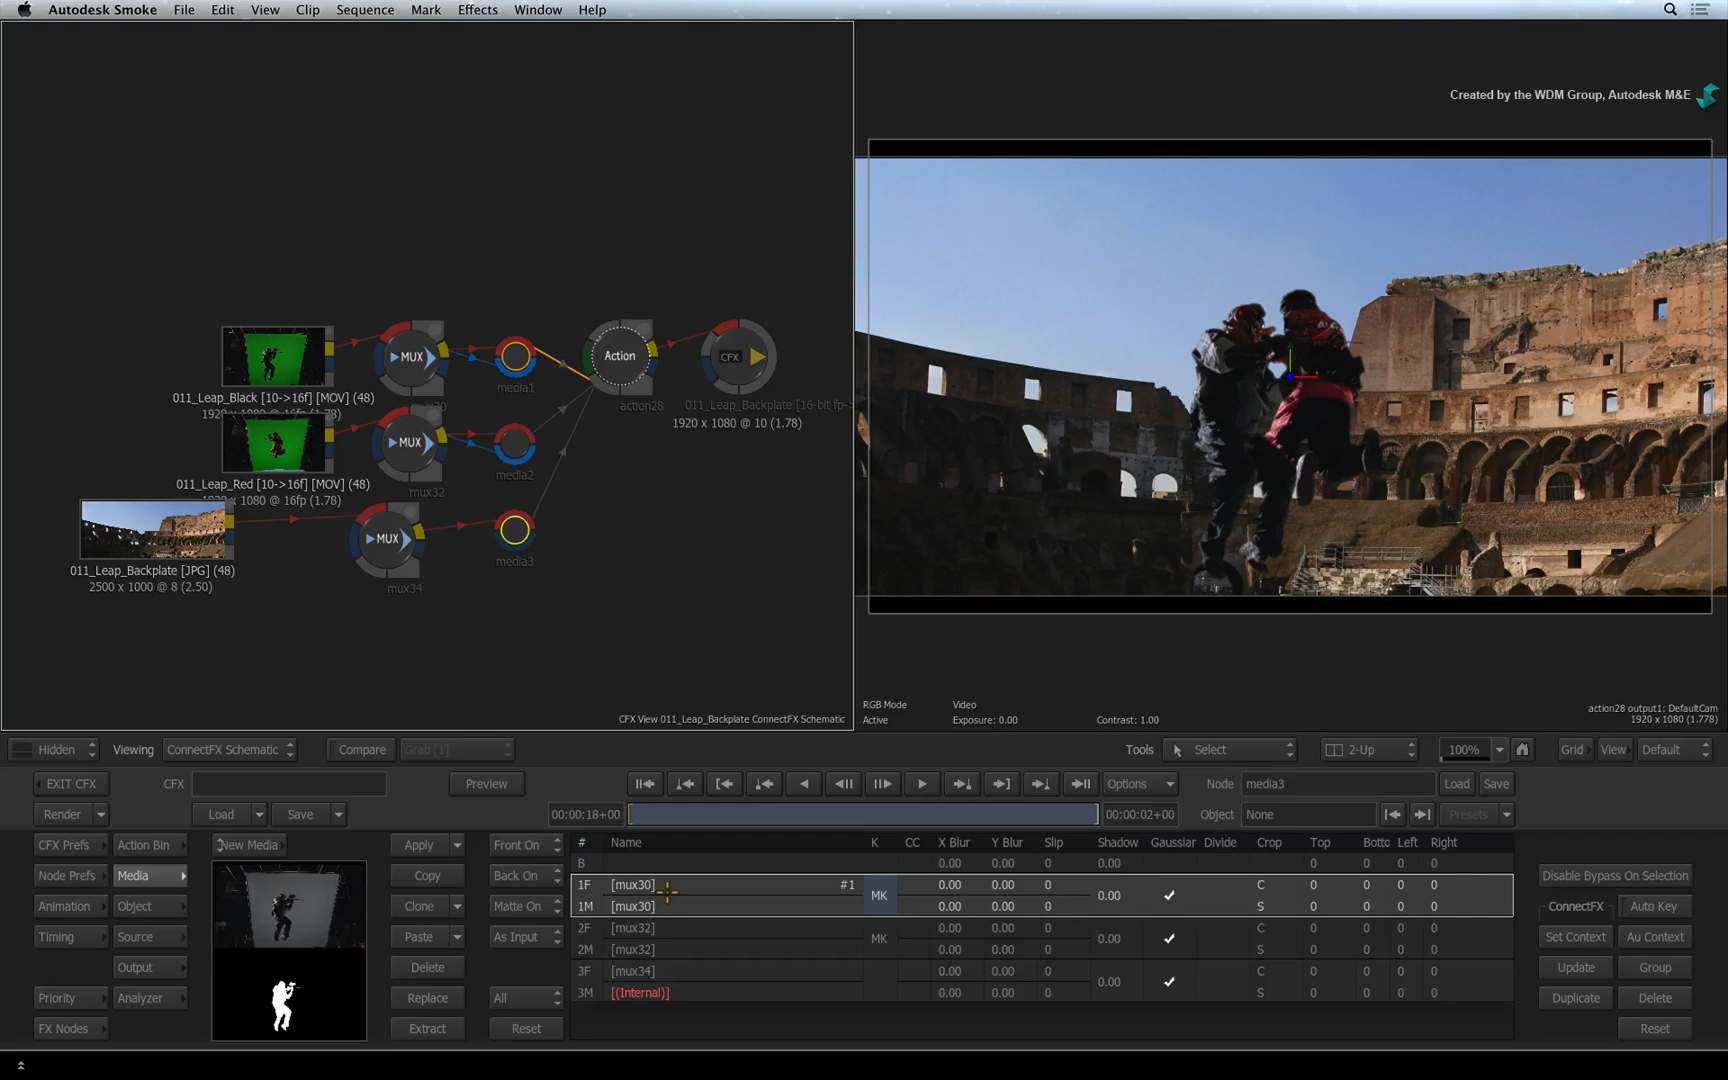 Autodesk Smoke File Edit View Clip Sequence Mark Effects Window Help
Created by the WDM Group, Autodesk M&E
MUX
Action
CFX
media1
011_Leap_Black [10->16f] [MOV] (48)
action28
011_Leap_Backplate [16-bit fp->
1920 x 1080 @ 16fp (1.78)
1920 x 1080 @ 10 (1.78)
MUX
media2
011_Leap_Red [10->16f] [MOV] (48)
mux32
MUX
media3
011_Leap_Backplate [JPG] (48)
2500 x 1000 @ 8 (2.50)
mux34
CFX View 011_Leap_Backplate ConnectFX Schematic
RGB Mode Video
Active Exposure: 0.00 Contrast: 1.00
action28 output1: DefaultCam
1920 x 1080 (1.778)
Hidden Viewing ConnectFX Schematic Compare Grab [1] Tools Select 2-Up 100% Grid View Default
EXIT CFX CFX Preview Options Node media3 Load Save
Render Load Save 00:00:18+00 00:00:02+00 Object None Presets
CFX Prefs Action Bin New Media Apply Front On
Node Prefs Media Copy Back On
Animation Object Clone Matte On
Timing Source Paste As Input
Output Delete
Priority Analyzer Replace All
FX Nodes Extract Reset
# Name K CC X Blur Y Blur Slip Shadow Gaussiar Divide Crop Top Botto Left Right
B 0.00 0.00 0 0.00 0 0 0 0
1F [mux30] #1 MK 0.00 0.00 0 0.00 C 0 0 0 0
1M [mux30] 0.00 0.00 0 S 0 0 0 0
2F [mux32] MK 0.00 0.00 0 0.00 C 0 0 0 0
2M [mux32] 0.00 0.00 0 S 0 0 0 0
3F [mux34] 0.00 0.00 0 0.00 C 0 0 0 0
3M [(Internal)] 0.00 0.00 0 S 0 0 0 0
Disable Bypass On Selection
ConnectFX Auto Key
Set Context Au Context
Update Group
Duplicate Delete
Reset